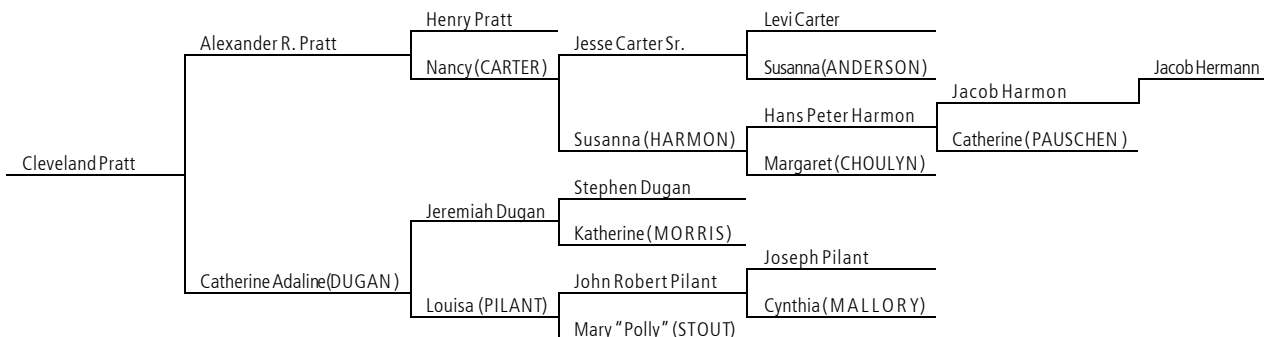 Henry Pratt
Levi Carter
Alexander R. Pratt
Jesse Carter Sr.
Nancy (CARTER)
Susanna (ANDERSON)
Jacob Hermann
Jacob Harmon
Hans Peter Harmon
Susanna (HARMON)
Catherine (PAUSCHEN )
Cleveland Pratt
Margaret (CHOULYN)
Stephen Dugan
Jeremiah Dugan
Katherine (MORRIS)
Joseph Pilant
Catherine Adaline (DUGAN )
John Robert Pilant
Louisa (PILANT)
Cynthia (MALLORY)
Mary “Polly” (STOUT)